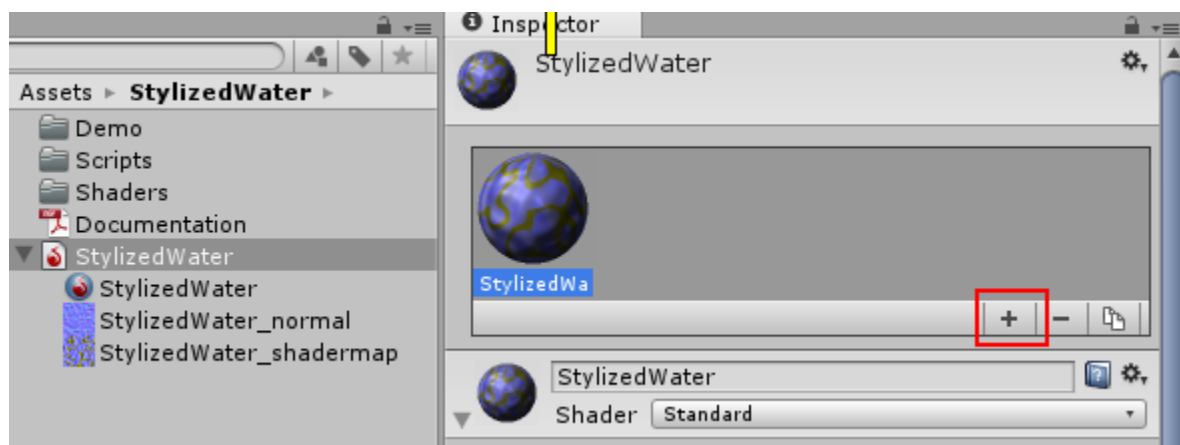 Inspector
StylizedWater
Assets ▸ StylizedWater ▸
Demo
Scripts
Shaders
Documentation
StylizedWater
StylizedWater
StylizedWater_normal
StylizedWater_shadermap
StylizedWa
StylizedWater
Shader Standard